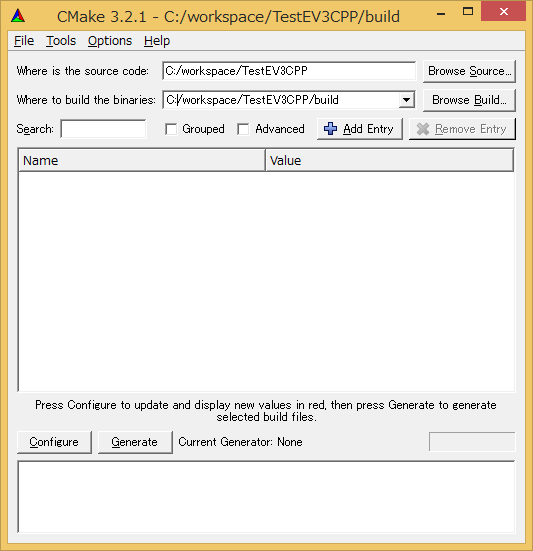 CMake 3.2.1 - C:/workspace/TestEV3CPP/build
File Tools Options Help
Where is the source code: C:/workspace/TestEV3CPP Browse Source...
Where to build the binaries: C:/workspace/TestEV3CPP/build Browse Build...
Search: Grouped Advanced Add Entry Remove Entry
Name Value
Press Configure to update and display new values in red, then press Generate to generate
selected build files.
Configure Generate Current Generator: None